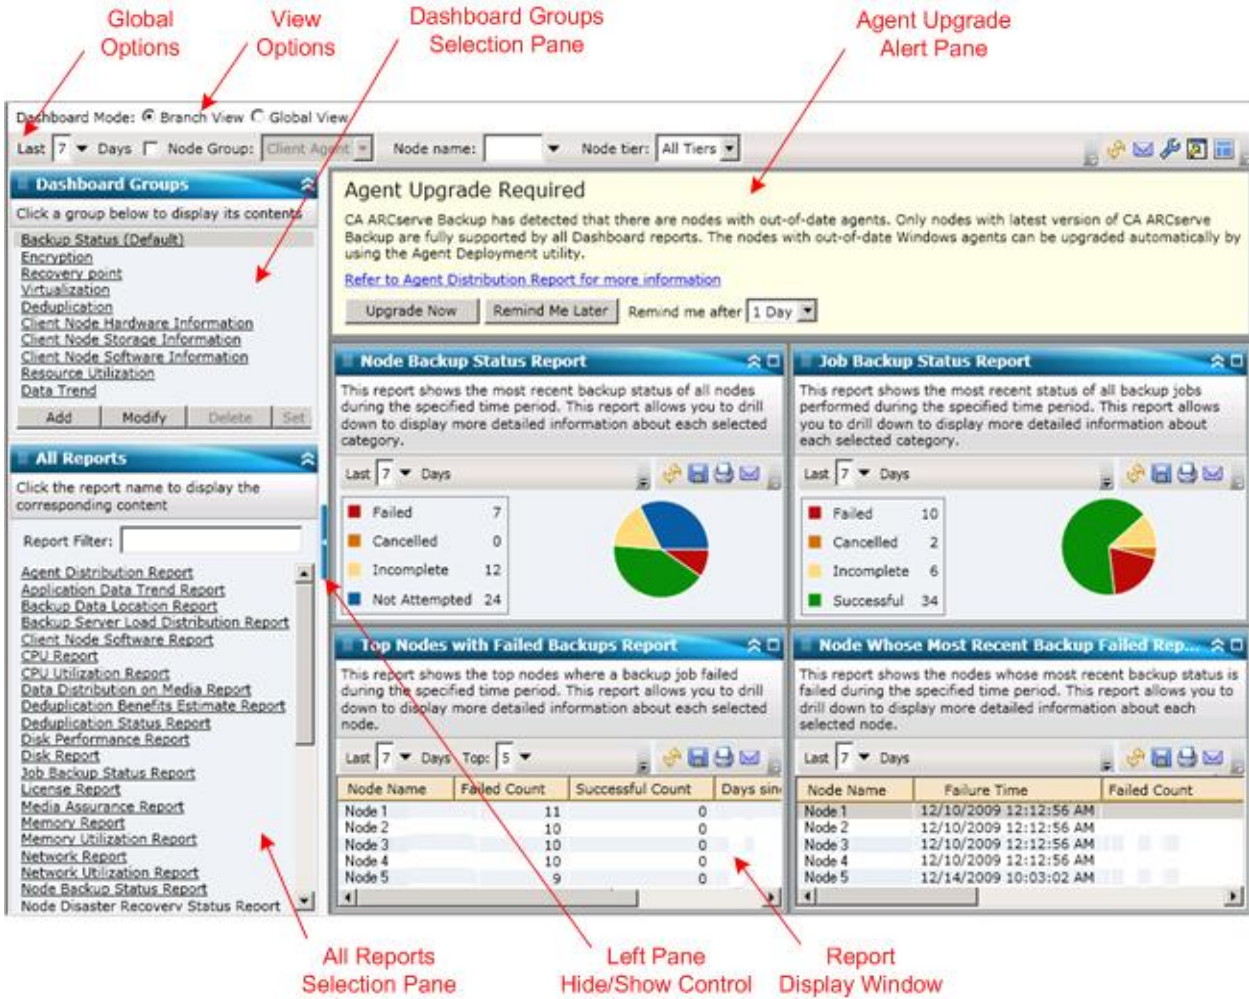 Global
Options
View
Options
Dashboard Groups
Selection Pane
Agent Upgrade
Alert Pane
Dashboard Mode: Branch View Global View
Last 7 Days Node Group: Client Agent Node name: Node tier: All Tiers
Dashboard Groups
Click a group below to display its contents
Backup Status (Default)
Encryption
Recovery point
Virtualization
Deduplication
Client Node Hardware Information
Client Node Storage Information
Client Node Software Information
Resource Utilization
Data Trend
Add Modify Delete Set
All Reports
Click the report name to display the
corresponding content
Report Filter:
Agent Distribution Report
Application Data Trend Report
Backup Data Location Report
Backup Server Load Distribution Report
Client Node Software Report
CPU Report
CPU Utilization Report
Data Distribution on Media Report
Deduplication Benefits Estimate Report
Deduplication Status Report
Disk Performance Report
Disk Report
Job Backup Status Report
License Report
Media Assurance Report
Memory Report
Memory Utilization Report
Network Report
Network Utilization Report
Node Backup Status Report
Node Disaster Recovery Status Report
Agent Upgrade Required
CA ARCserve Backup has detected that there are nodes with out-of-date agents. Only nodes with latest version of CA ARCserve
Backup are fully supported by all Dashboard reports. The nodes with out-of-date Windows agents can be upgraded automatically by
using the Agent Deployment utility.
Refer to Agent Distribution Report for more information
Upgrade Now Remind Me Later Remind me after 1 Day
Node Backup Status Report
This report shows the most recent backup status of all nodes
during the specified time period. This report allows you to drill
down to display more detailed information about each selected
category.
Last 7 Days
Failed 7
Cancelled 0
Incomplete 12
Not Attempted 24
Job Backup Status Report
This report shows the most recent status of all backup jobs
performed during the specified time period. This report allows
you to drill down to display more detailed information about
each selected category.
Last 7 Days
Failed 10
Cancelled 2
Incomplete 6
Successful 34
Top Nodes with Failed Backups Report
This report shows the top nodes where a backup job failed
during the specified time period. This report allows you to drill
down to display more detailed information about each selected
node.
Last 7 Days Top: 5
Node Name Failed Count Successful Count Days sin
Node 1 11 0
Node 2 10 0
Node 3 10 0
Node 4 10 0
Node 5 9 0
Node Whose Most Recent Backup Failed Rep...
This report shows the nodes whose most recent backup status is
failed during the specified time period. This report allows you to
drill down to display more detailed information about each
selected node.
Last 7 Days
Node Name Failure Time Failed Count
Node 1 12/10/2009 12:12:56 AM
Node 2 12/10/2009 12:12:56 AM
Node 3 12/10/2009 12:12:56 AM
Node 4 12/10/2009 12:12:56 AM
Node 5 12/14/2009 10:03:02 AM
All Reports
Selection Pane
Left Pane
Hide/Show Control
Report
Display Window